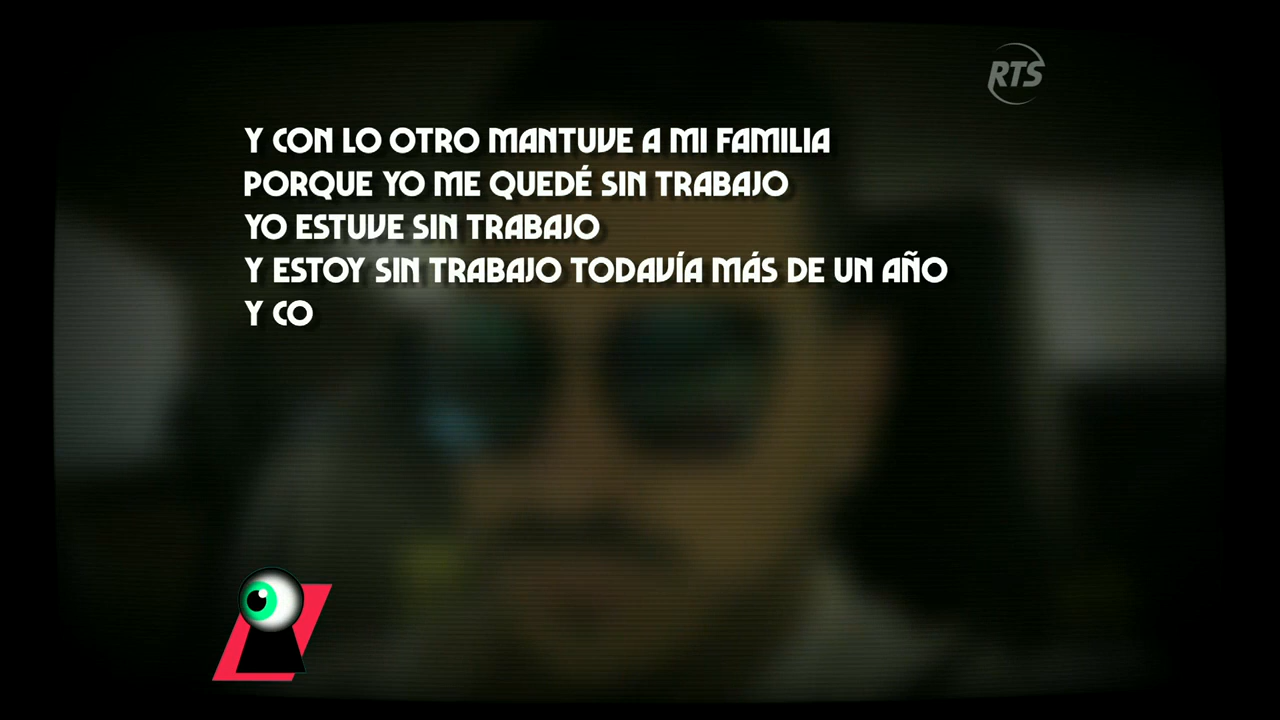 RTS
Y CON LO OTRO MANTUVE A MI FAMILIA
PORQUE YO ME QUEDÉ SIN TRABAJO
YO ESTUVE SIN TRABAJO
Y ESTOY SIN TRABAJO TODAVÍA MÁS DE UN AÑO
Y CO